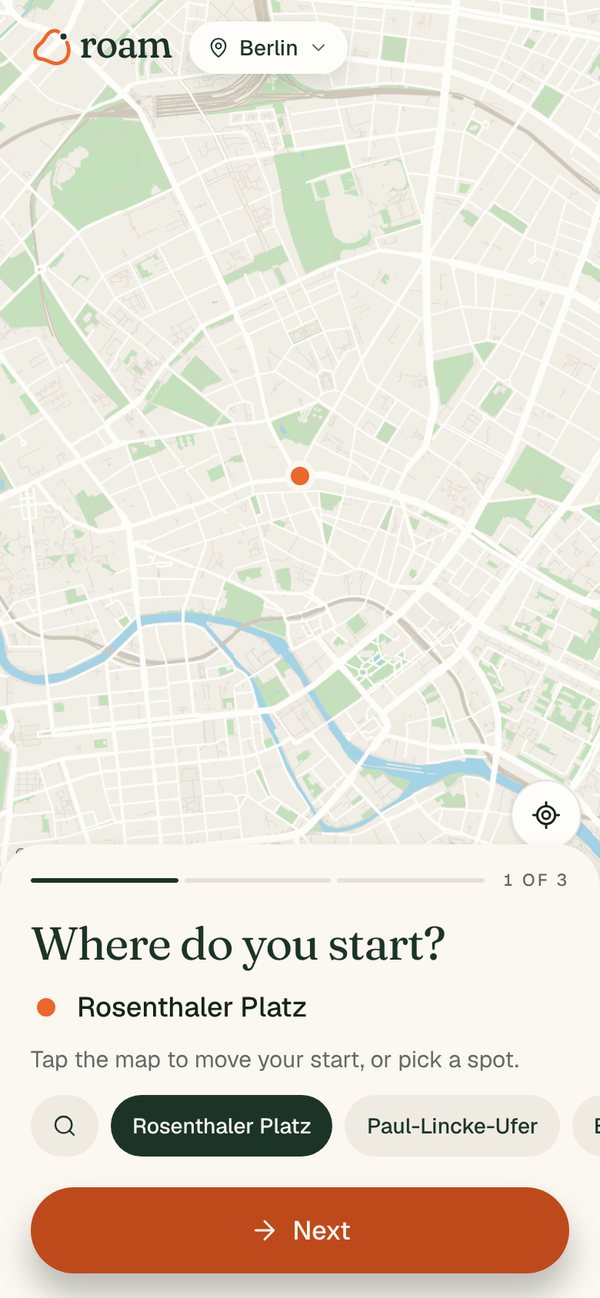 roam
Berlin
1 OF 3
Where do you start?
Rosenthaler Platz
Tap the map to move your start, or pick a spot.
Rosenthaler Platz
Paul-Lincke-Ufer
Next